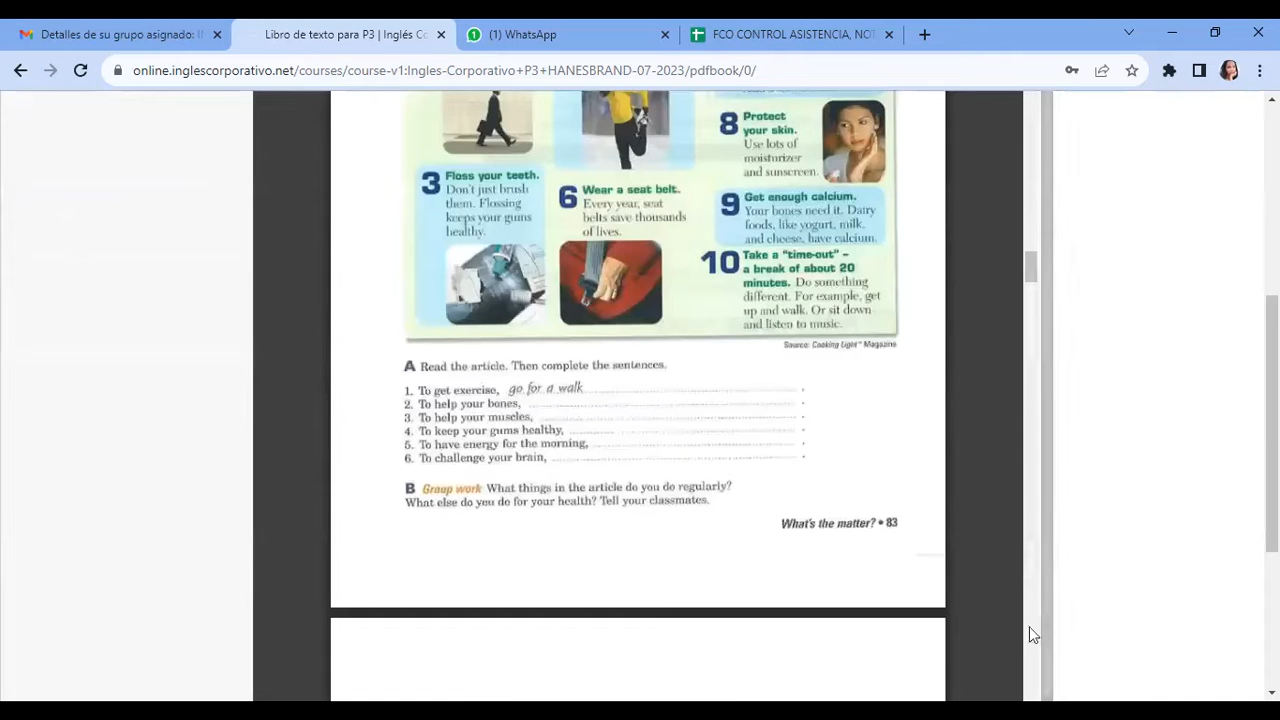 Detalles de su grupo asignado: II
Libro de texto para P3 | Inglés Co
(1) WhatsApp
FCO CONTROL ASISTENCIA, NOT
online.inglescorporativo.net/courses/course-v1:Ingles-Corporativo+P3+HANESBRAND-07-2023/pdfbook/0/
3 Floss your teeth.
Don't just brush
them. Flossing
keeps your gums
healthy.
6 Wear a seat belt.
Every year, seat
belts save thousands
of lives.
8 Protect
your skin.
Use lots of
moisturizer
and sunscreen.
9 Get enough calcium.
Your bones need it. Dairy
foods, like yogurt, milk,
and cheese, have calcium.
10 Take a "time-out" –
a break of about 20
minutes. Do something
different. For example, get
up and walk. Or sit down
and listen to music.
Source: Cooking Light™ Magazine
A Read the article. Then complete the sentences.
1. To get exercise, go for a walk .
2. To help your bones, .
3. To help your muscles, .
4. To keep your gums healthy, .
5. To have energy for the morning, .
6. To challenge your brain, .
B Group work What things in the article do you do regularly?
What else do you do for your health? Tell your classmates.
What's the matter? • 83